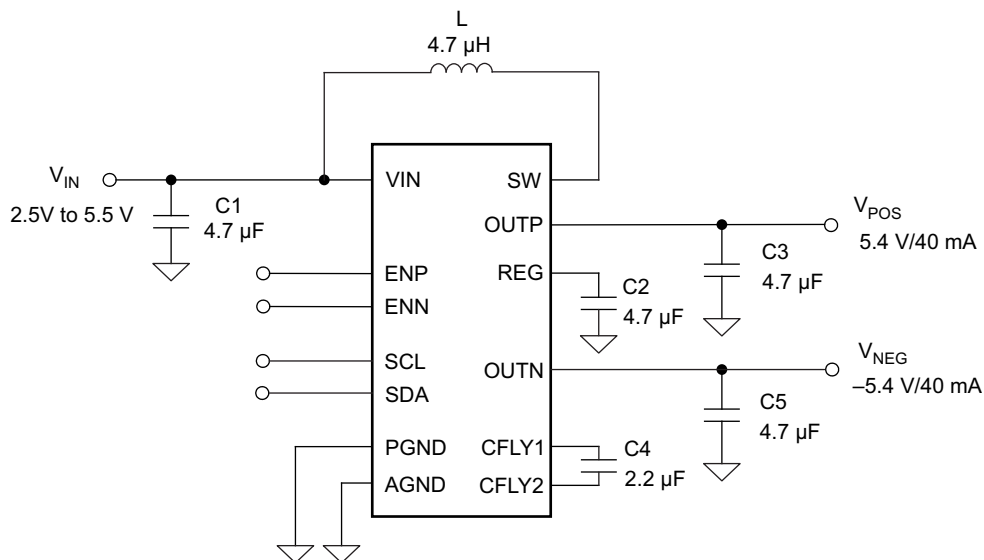 L
4.7 µH
V_IN
2.5V to 5.5 V
C1
4.7 µF
VIN
SW
OUTP
V_POS
5.4 V/40 mA
C3
4.7 µF
ENP
REG
C2
4.7 µF
ENN
SCL
SDA
OUTN
V_NEG
–5.4 V/40 mA
C5
4.7 µF
PGND
AGND
CFLY1
CFLY2
C4
2.2 µF